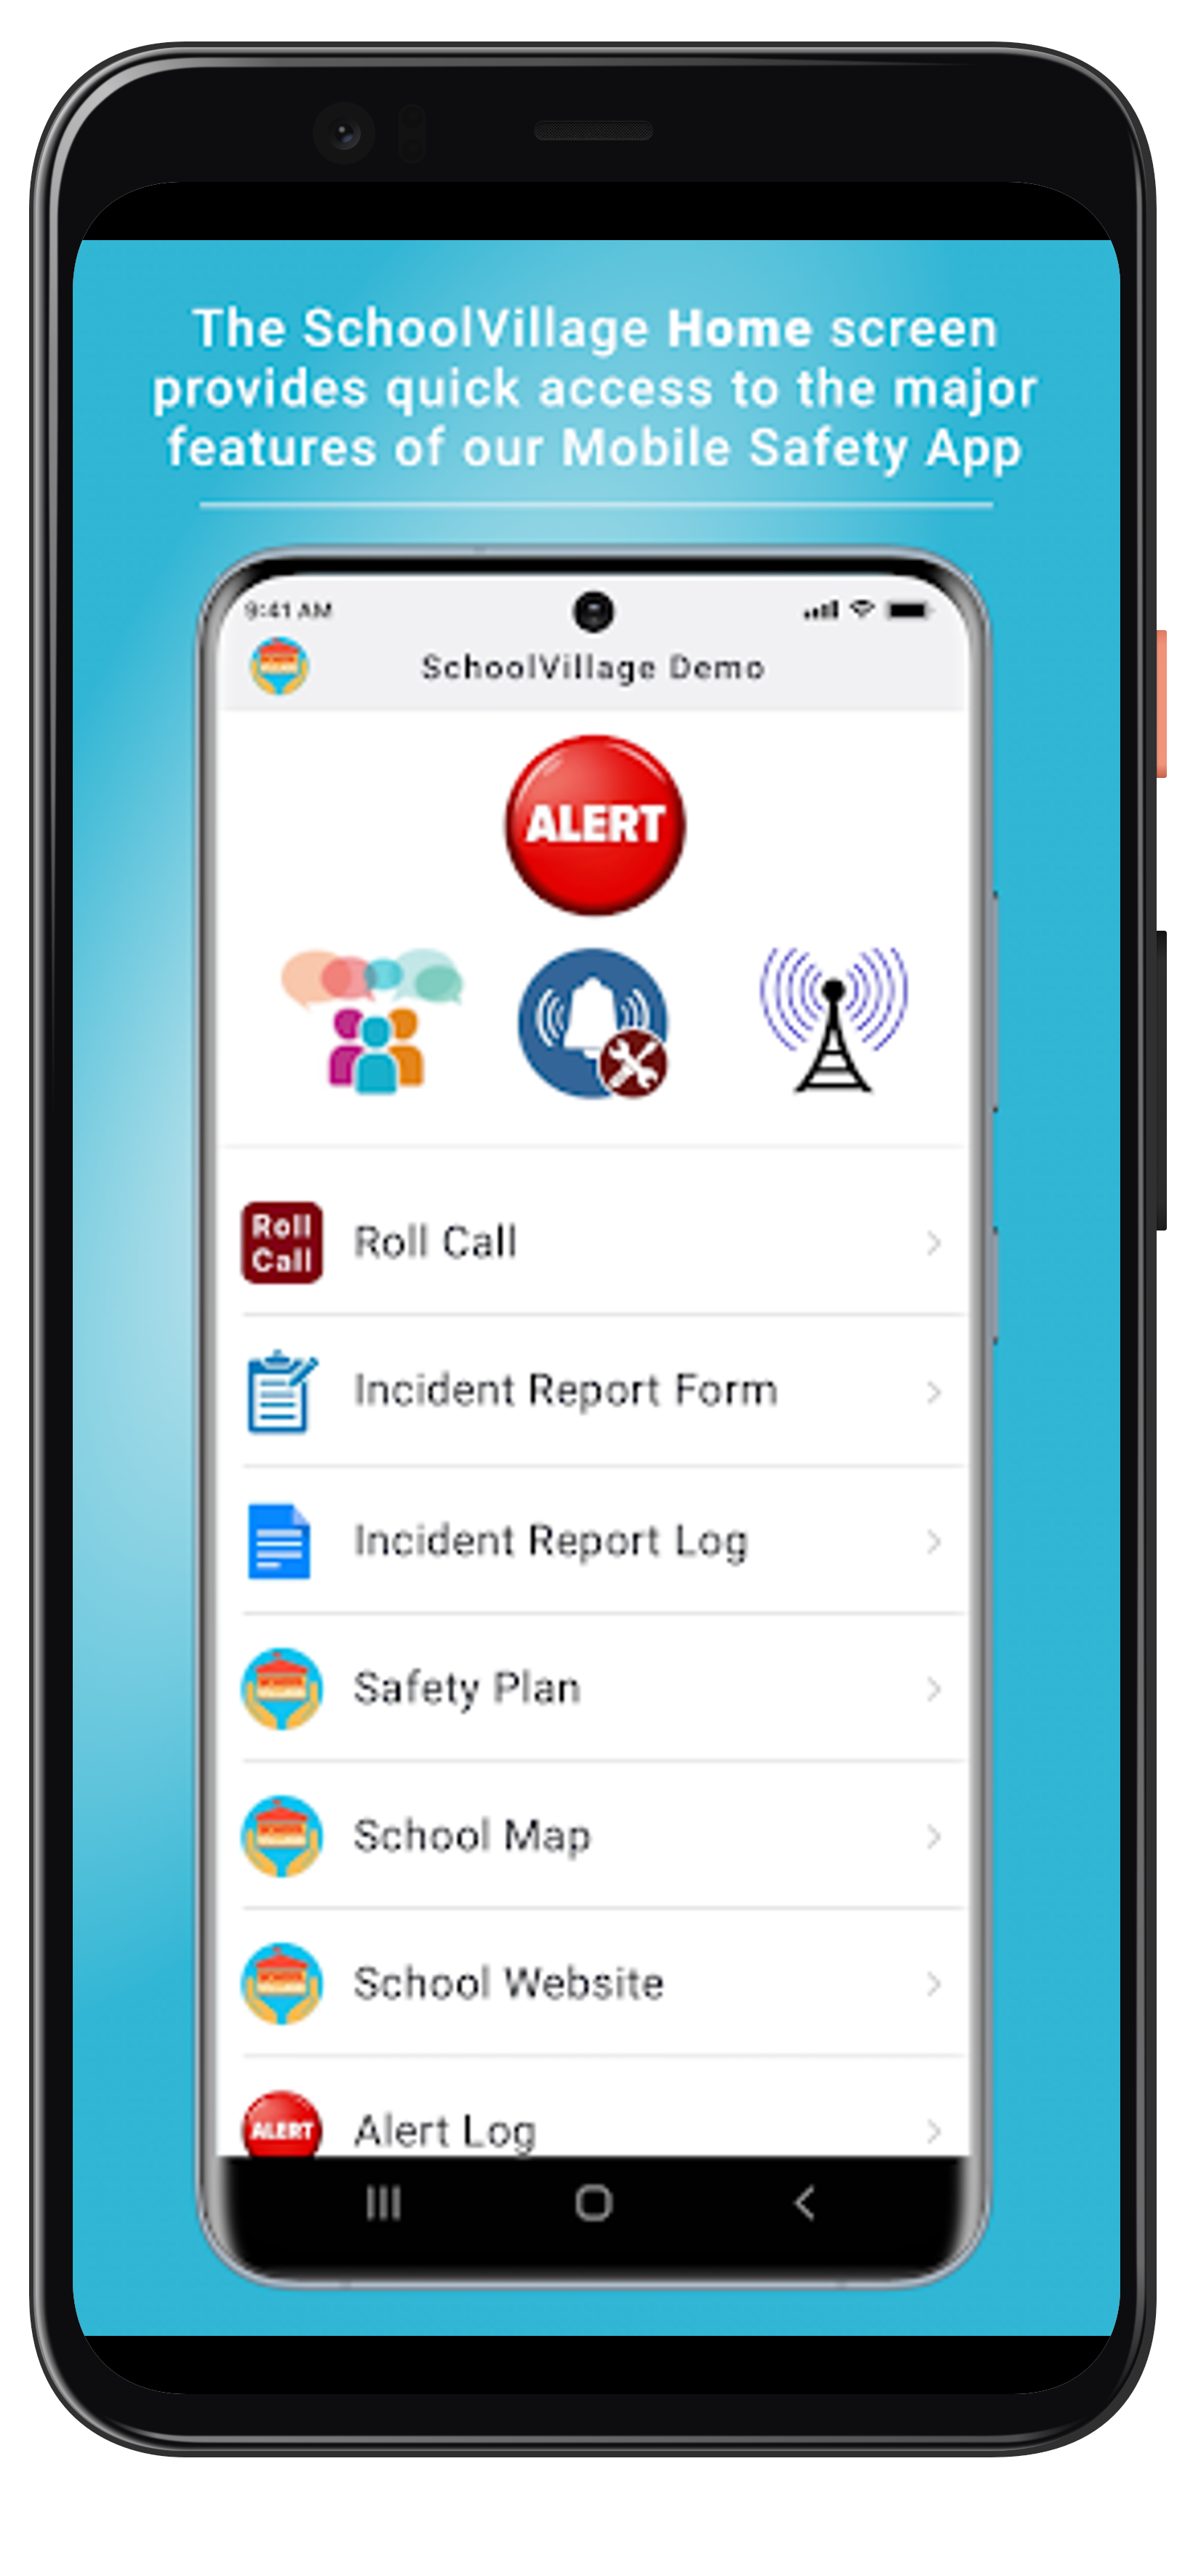 The SchoolVillage Home screen
provides quick access to the major
features of our Mobile Safety App
9:41 AM
SchoolVillage Demo
ALERT
Roll
Call
Roll Call
Incident Report Form
Incident Report Log
Safety Plan
School Map
School Website
ALERT
Alert Log